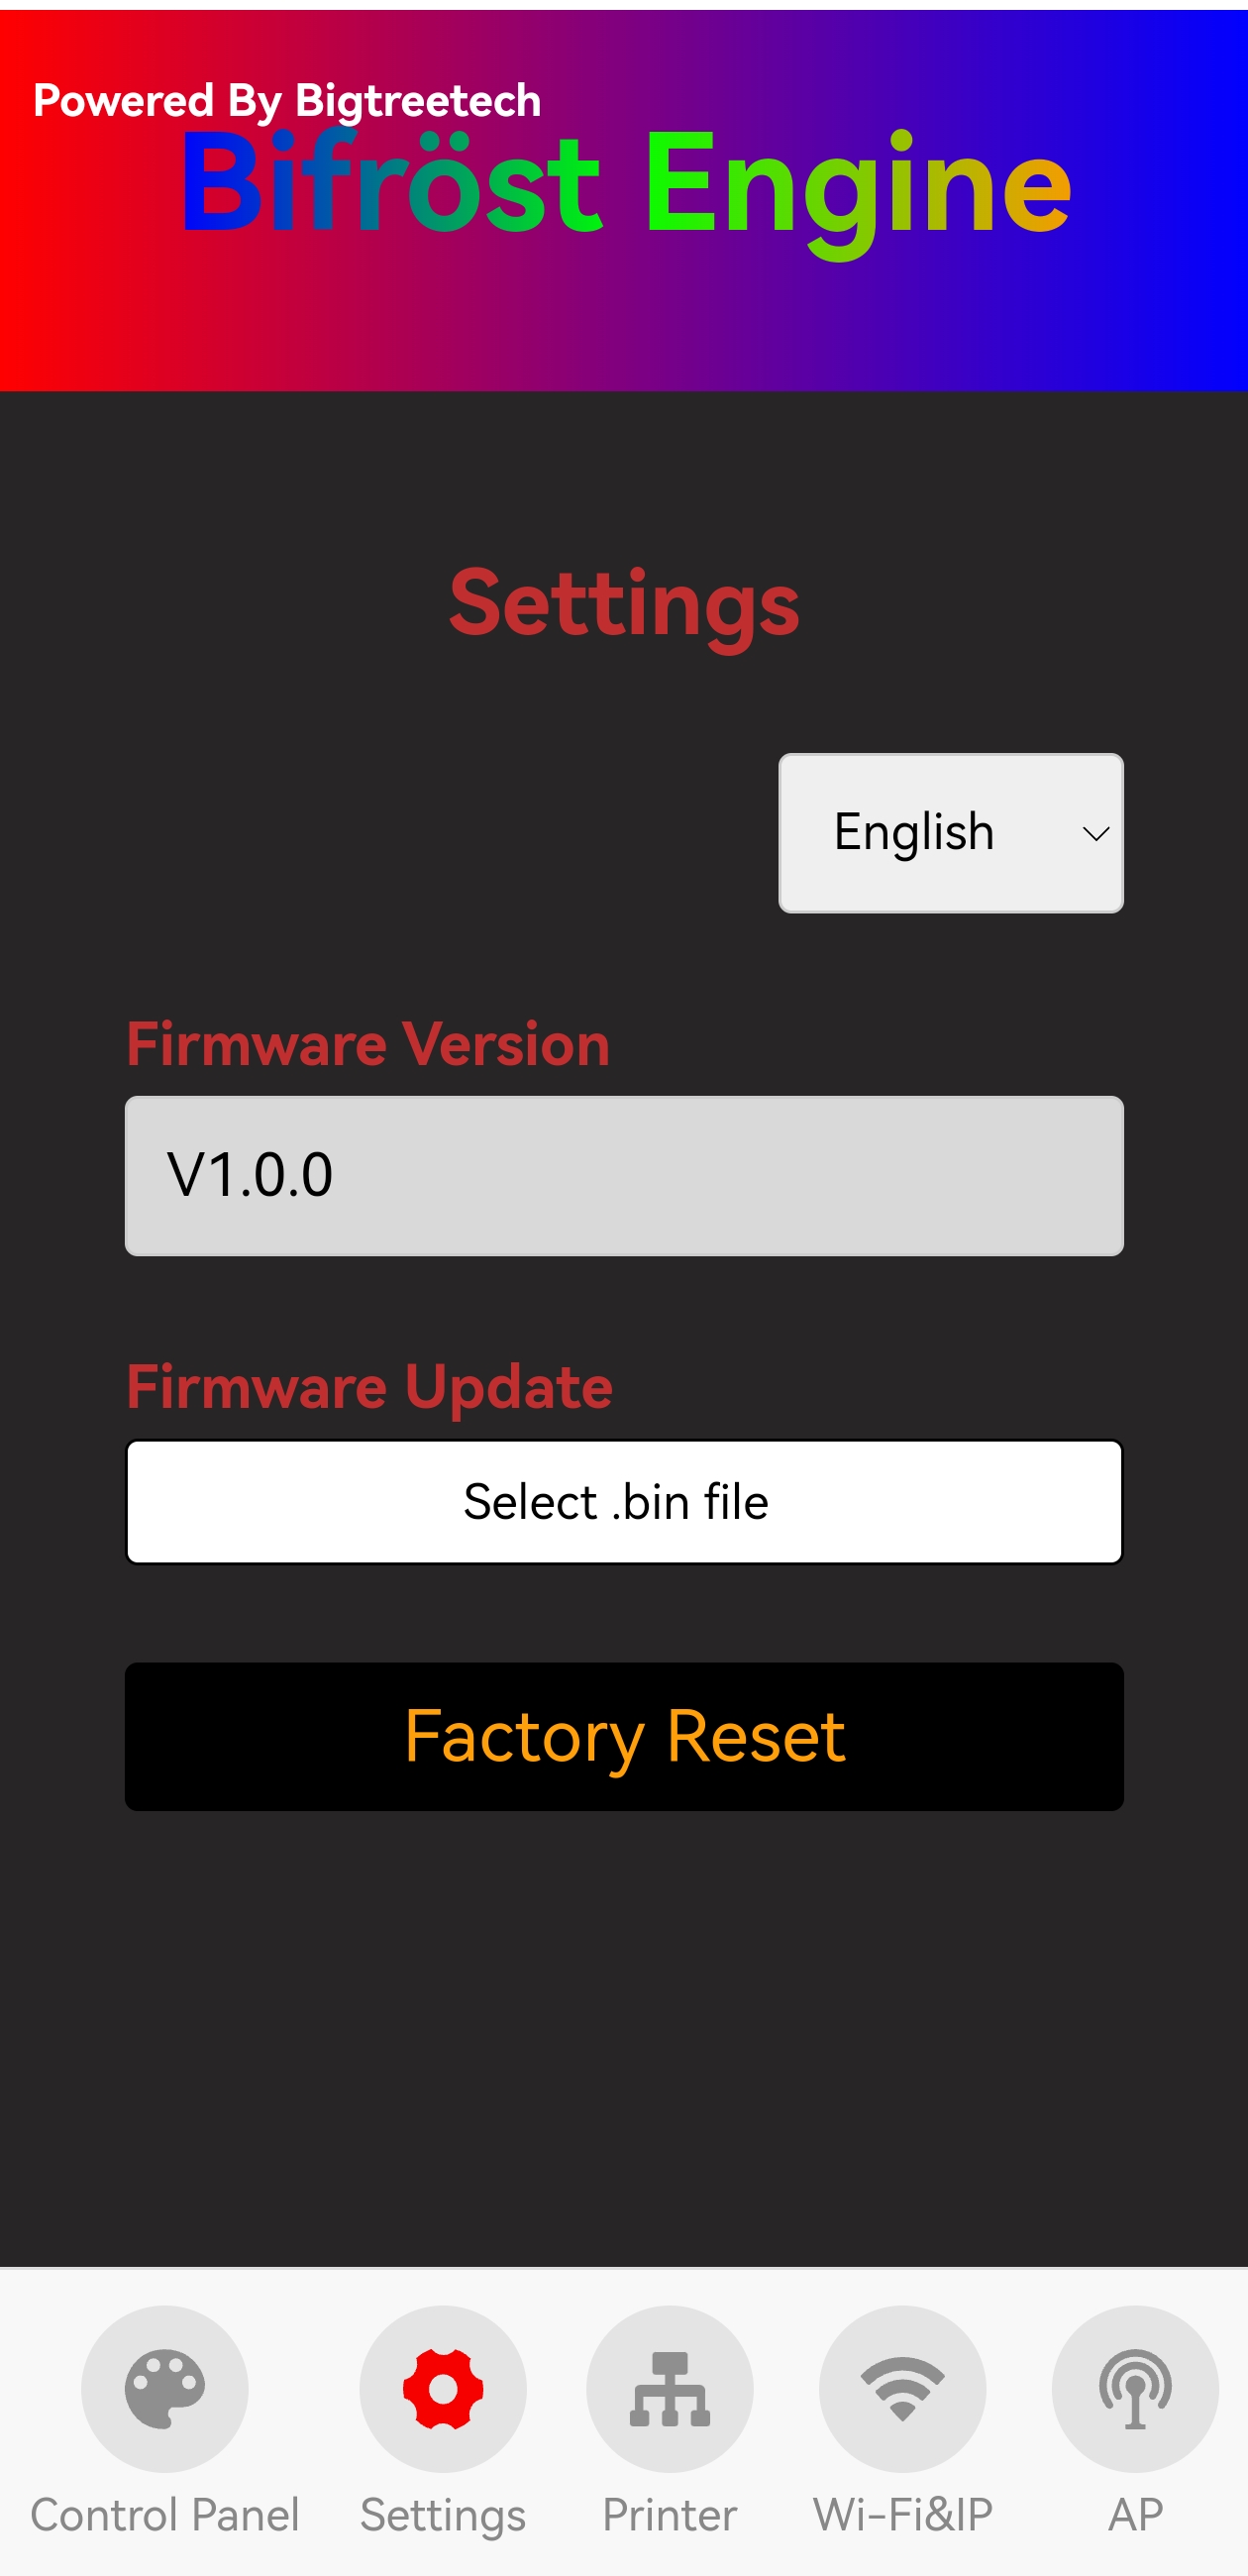 Powered By Bigtreetech
Bifröst Engine
Settings
English
Firmware Version
V1.0.0
Firmware Update
Select .bin file
Factory Reset
Control Panel
Settings
Printer
Wi-Fi&IP
AP